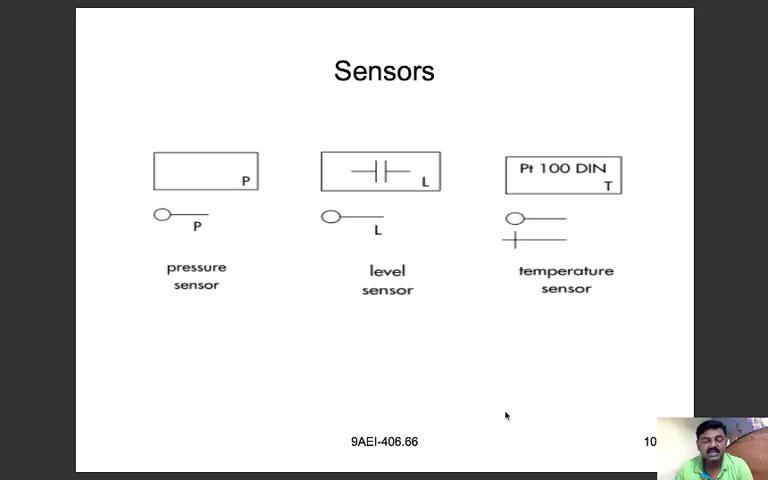 Sensors
P
L
Pt 100 DIN
T
P
L
pressure
sensor
level
sensor
temperature
sensor
9AEI-406.66
10